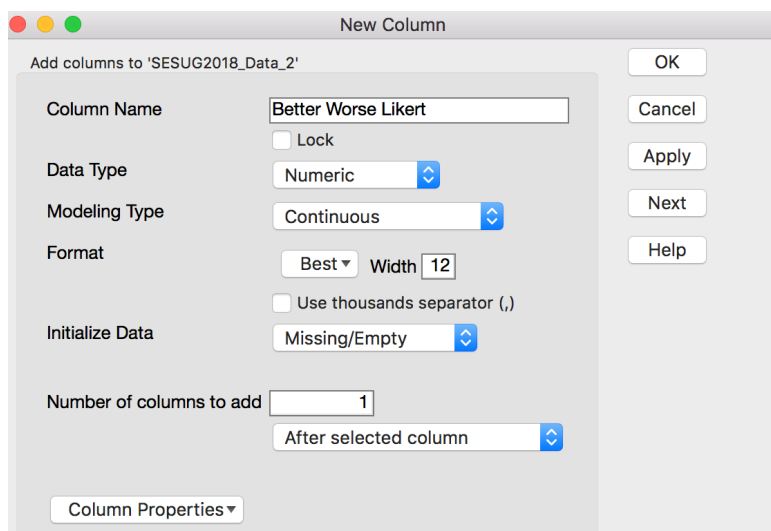 New Column
Add columns to 'SESUG2018_Data_2'
OK
Column Name Better Worse Likert
Cancel
Lock
Data Type Numeric
Apply
Modeling Type Continuous
Next
Format Best Width 12
Help
Use thousands separator (,)
Initialize Data Missing/Empty
Number of columns to add 1
After selected column
Column Properties